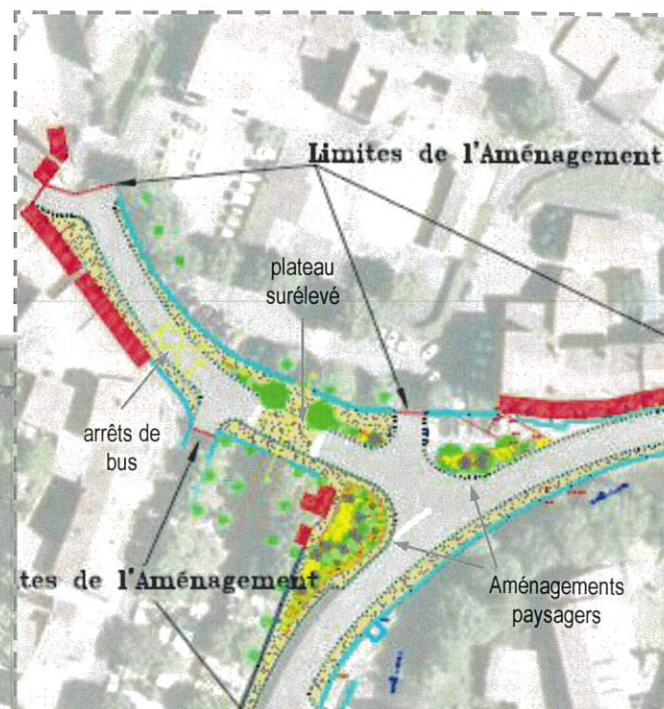 Limites de l'Aménagement
plateau
surélevé
arrêts de
bus
tes de l'Aménagement
Aménagements
paysagers